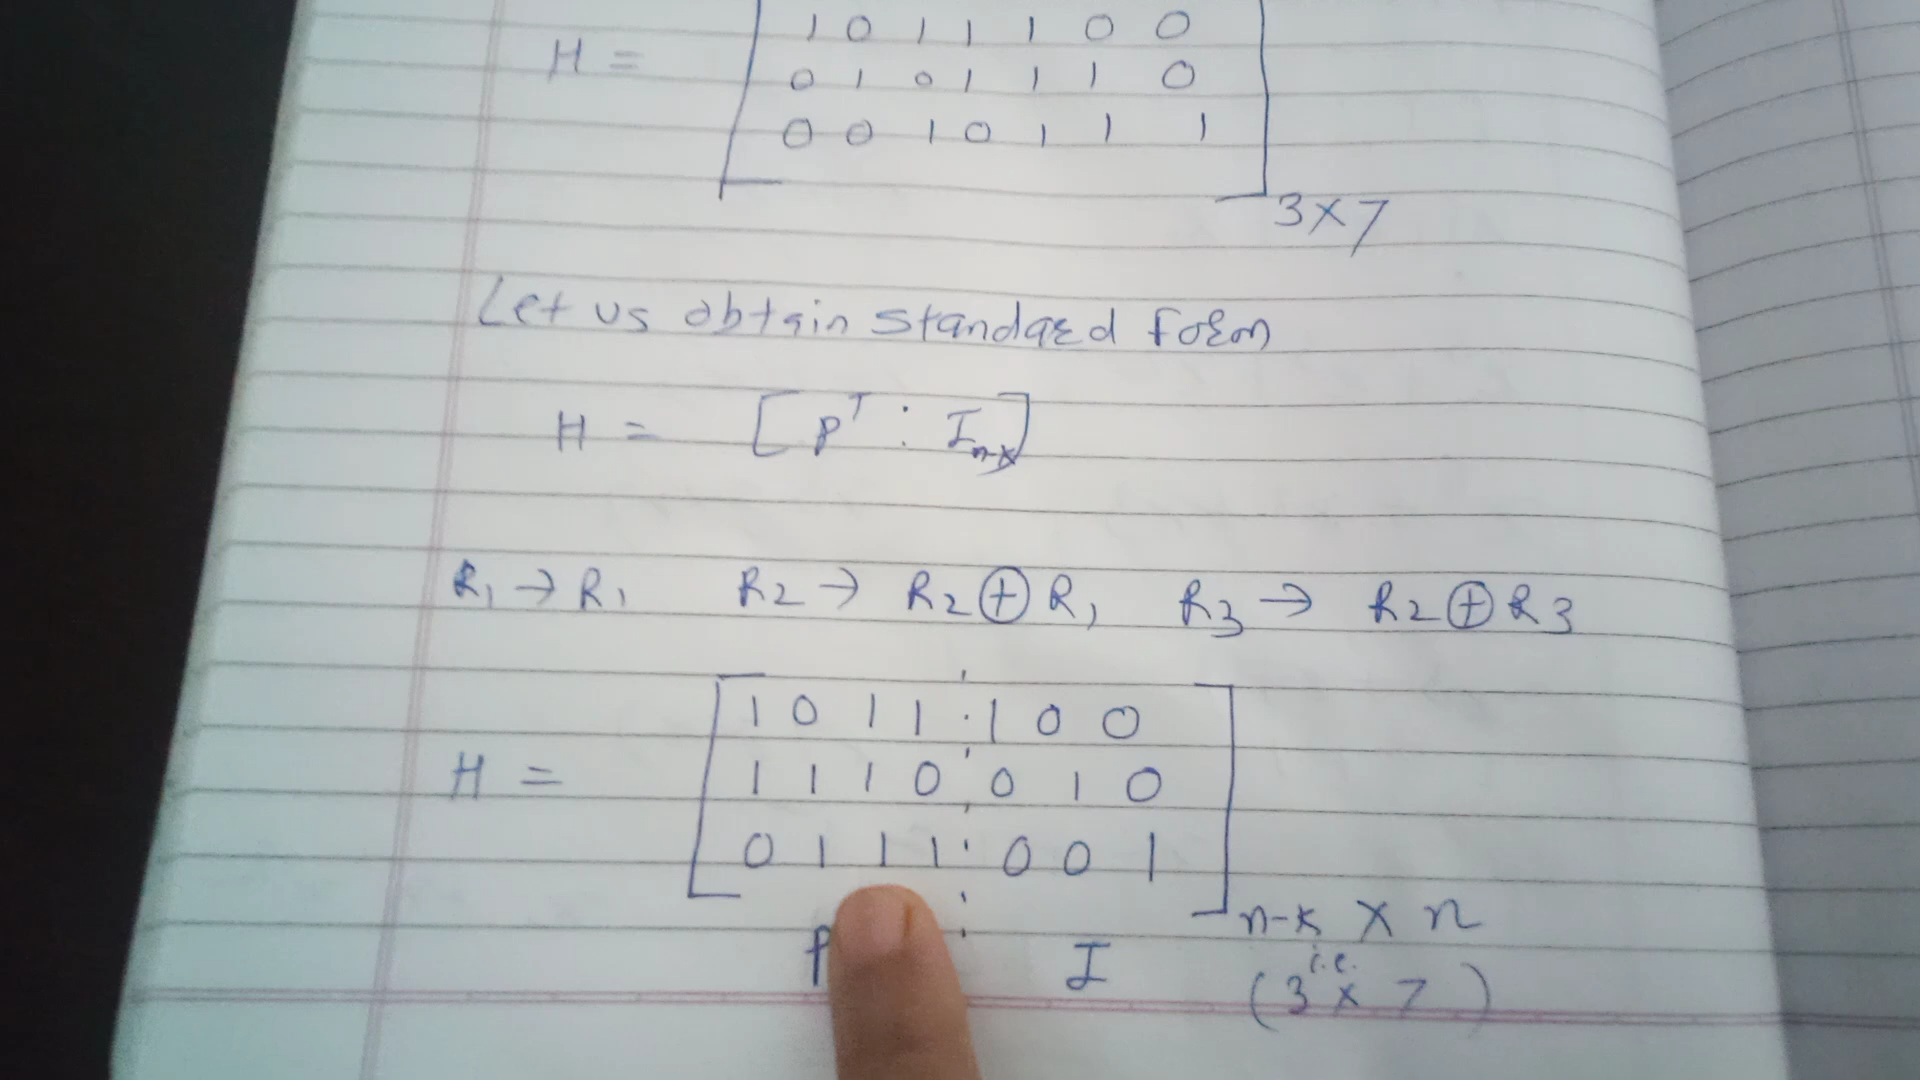 1 0 1 1 1 0 0
H = 0 1 0 1 1 1 0
0 0 1 0 1 1 1
3×7
Let us obtain standard form
H = [ P^T : I_{n-k} ]
R₁ → R₁ R₂ → R₂ ⊕ R₁ R₃ → R₂ ⊕ R₃
1 0 1 1 : 1 0 0
H = 1 1 1 0 : 0 1 0
0 1 1 1 : 0 0 1
n-k × n
P I i.e.
(3 × 7)